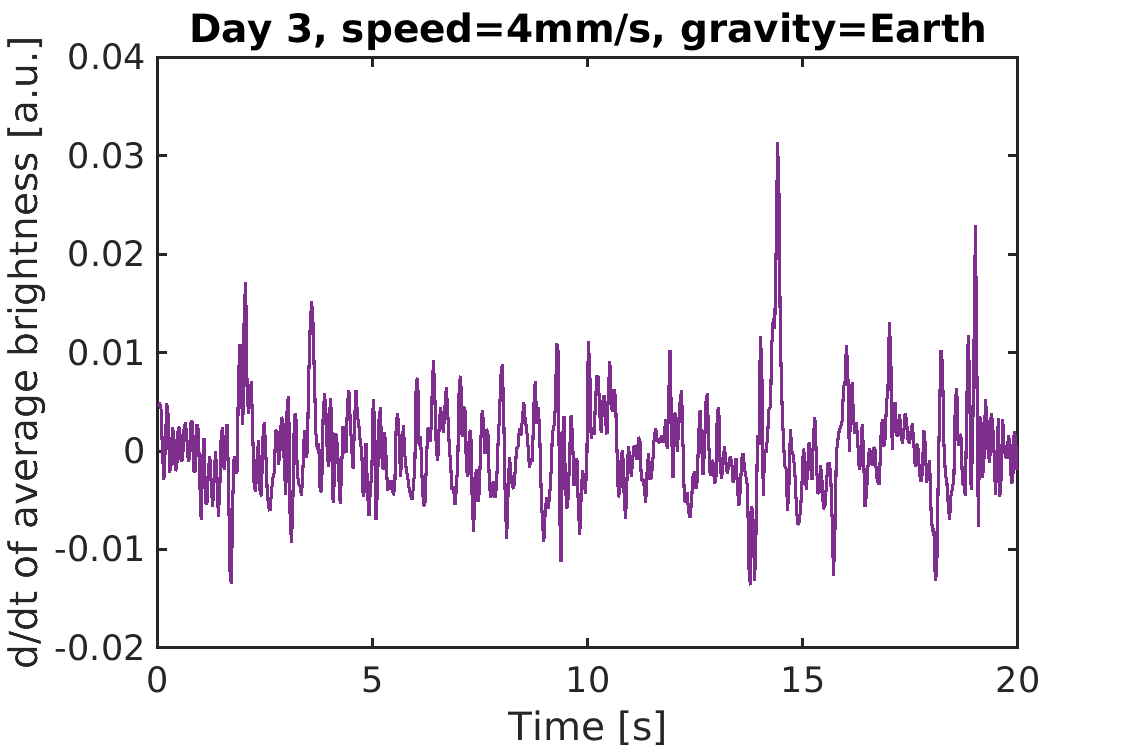 Day 3, speed=4mm/s, gravity=Earth
d/dt of average brightness [a.u.]
0.04
0.03
0.02
0.01
0
-0.01
-0.02
0 5 10 15 20
Time [s]